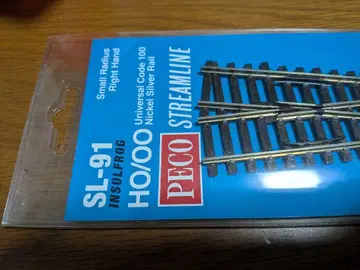 Small Radius
Right Hand
SL-91
INSULFROG
HO/OO Universal Code 100
Nickel Silver Rail
PECO STREAMLINE